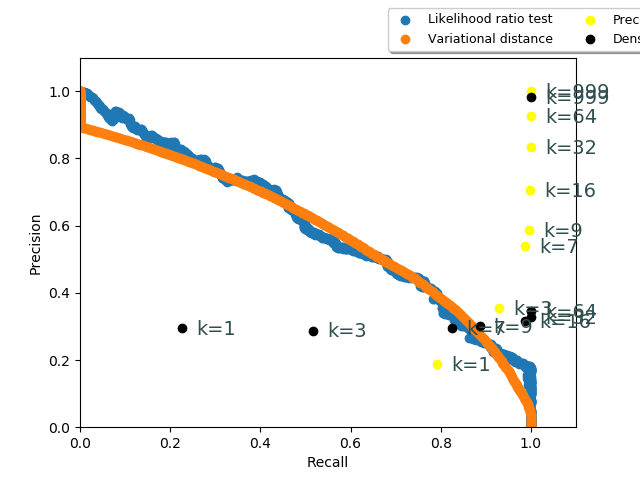 Likelihood ratio test
Variational distance
Prec
Dens
Precision
1.0
0.8
0.6
0.4
0.2
0.0
k=999
k=999
k=64
k=32
k=16
k=9
k=7
k=3
k=64
k=32
k=16
k=1
k=3
k=7
k=9
k=1
0.0
0.2
0.4
0.6
0.8
1.0
Recall